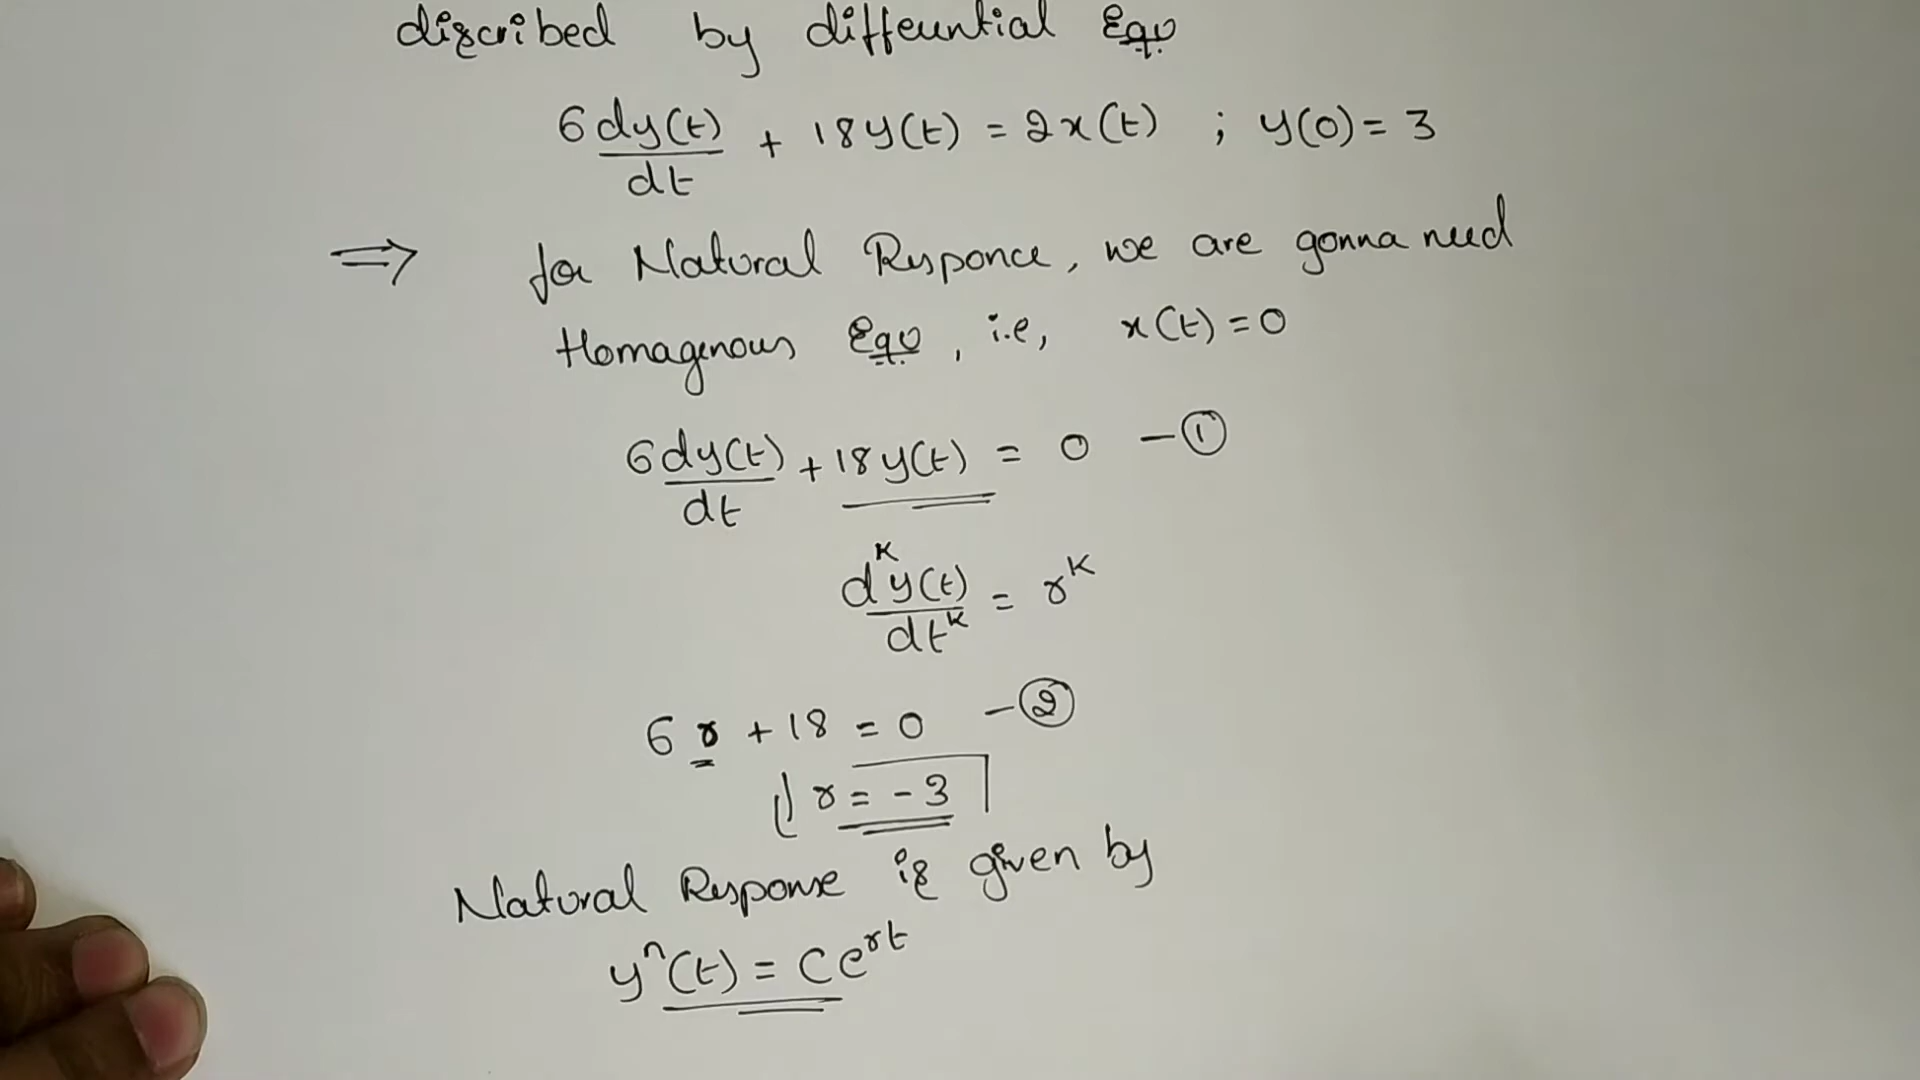 discribed by differential Eqn
6 dy(t)/dt + 18y(t) = 2x(t) ; y(0) = 3
⇒ for Natural Responce, we are gonna need
Homagenous Eqn, i.e, x(t) = 0
6 dy(t)/dt + 18y(t) = 0 - ①
d^k y(t)/dt^k = r^k
6r + 18 = 0 - ②
r = -3
Natural Response is given by
y^n(t) = Ce^rt